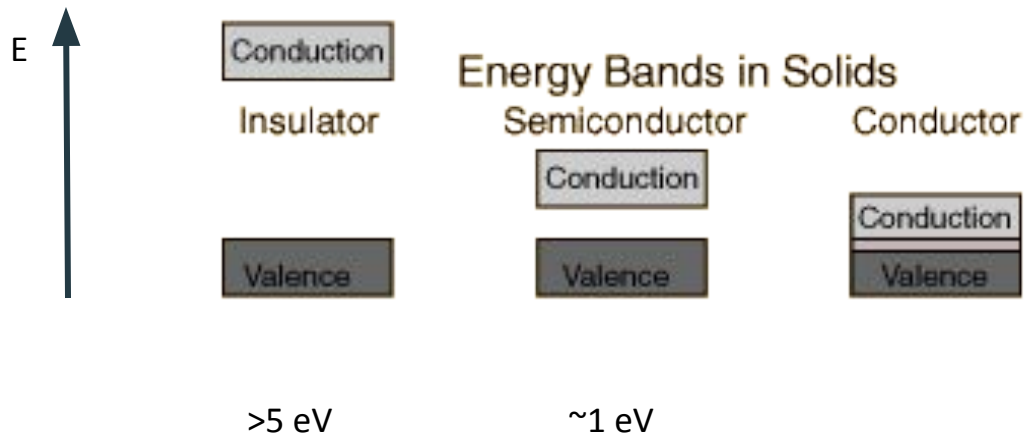 E
Conduction
Energy Bands in Solids
Insulator Semiconductor Conductor
Conduction
Conduction
Valence Valence Valence
>5 eV ~1 eV